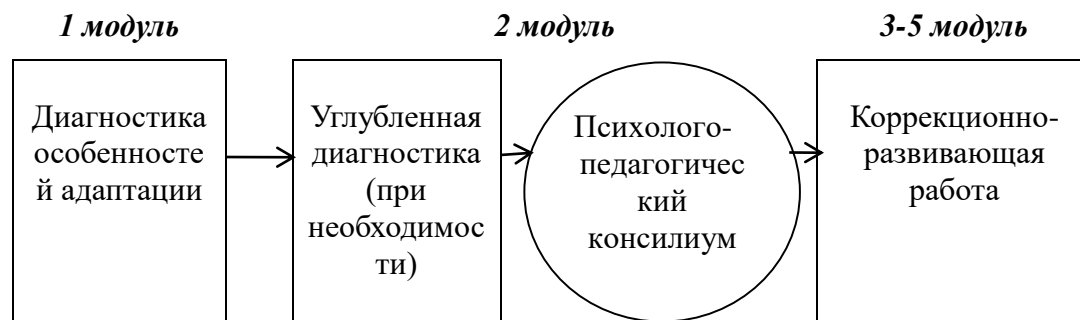 1 модуль
2 модуль
3-5 модуль
Диагностика
особенносте
й адаптации
Углубленная
диагностика
(при
необходимос
ти)
Психолого-
педагогичес
кий
консилиум
Коррекционно-
развивающая
работа